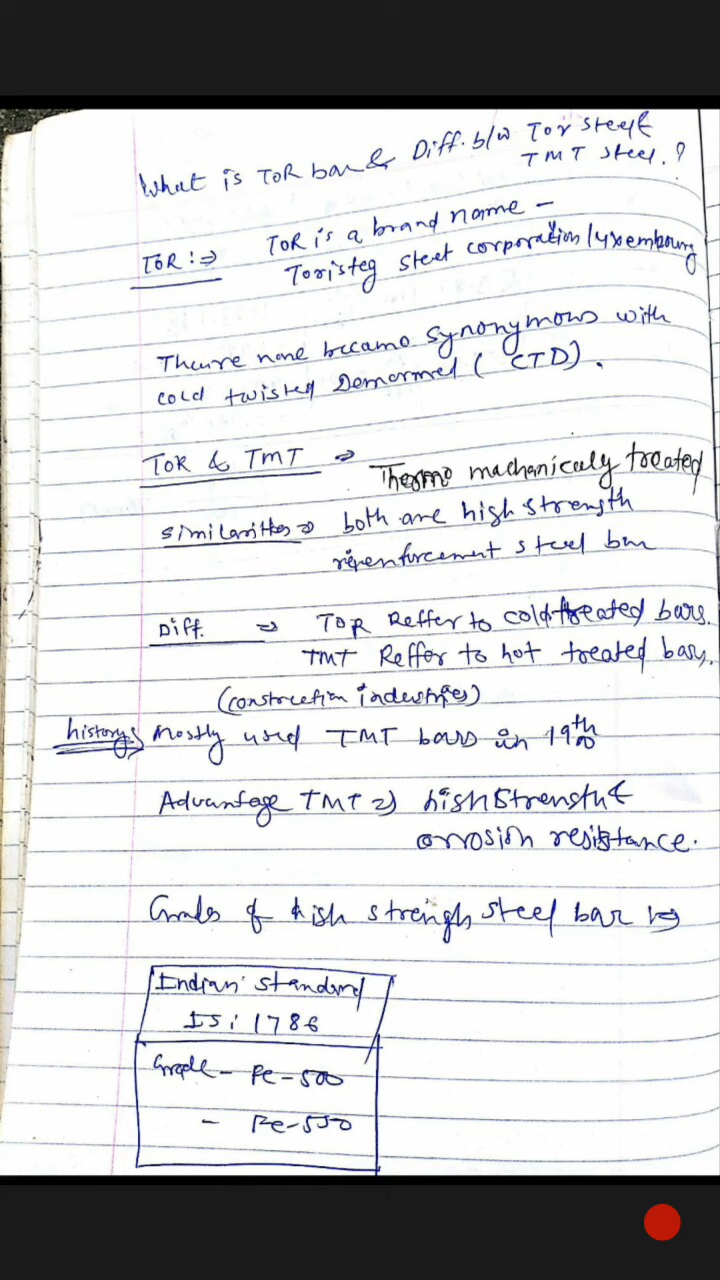 What is TOR bar & Diff. b/w Tor steel &
TMT steel.?
TOR :⇒ TOR is a brand name –
Toristeg steel corporation luxembourg
Theire name became synonymous with
cold twisted Demormed ( CTD).
TOR & TMT ⇒ Thermo machanicaly treated
similarities ⇒ both are high strength
reinforcement steel bar
Diff. ⇒ TOR Reffer to cold treated bars.
TMT Reffer to hot treated bars.
(construction industries)
history⇒ mostly used TMT bars in 19th
Advantage TMT ⇒ high strength &
corrosion resistance.
Grades of high strength steel bar ⇒
Indian standard
IS: 1786
Grade – Fe-500
– Fe-550